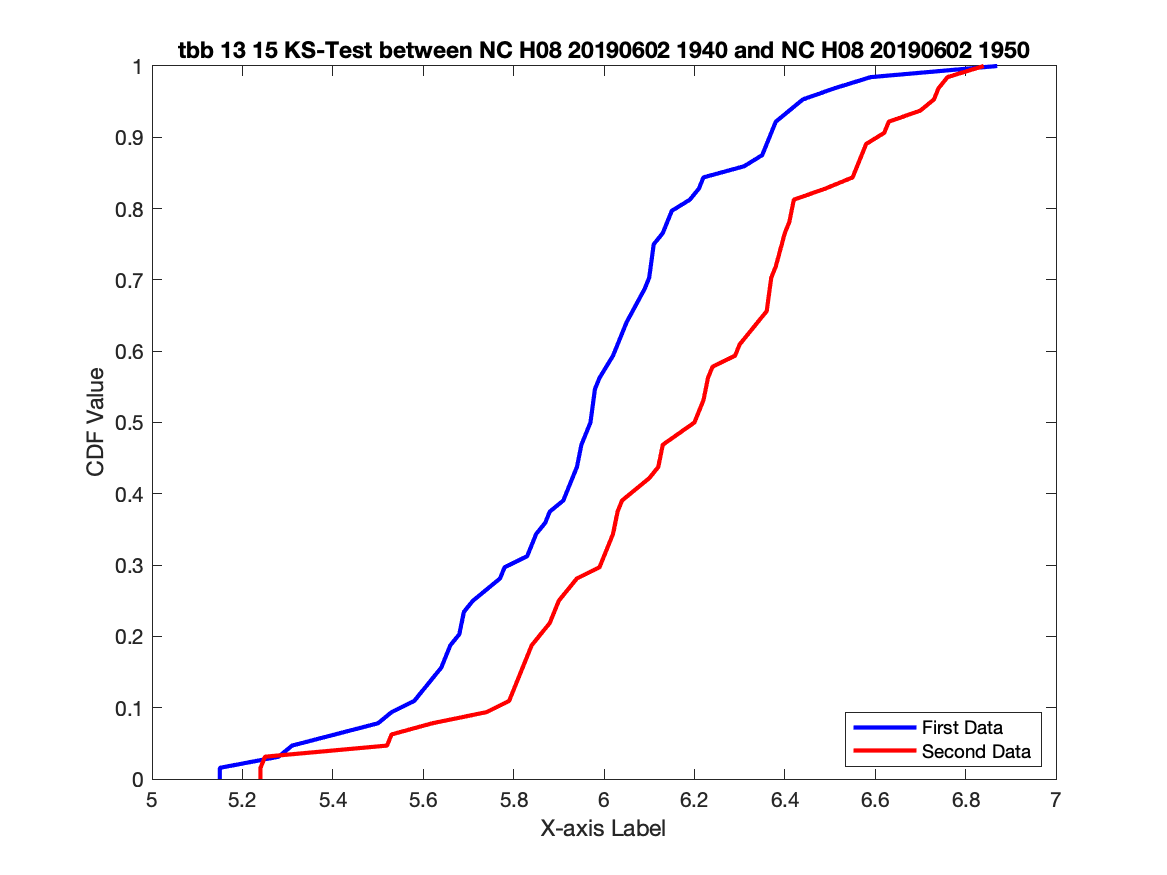 tbb 13 15 KS-Test between NC H08 20190602 1940 and NC H08 20190602 1950
1
0.9
0.8
0.7
0.6
0.5
0.4
0.3
0.2
0.1
0
CDF Value
First Data
Second Data
5 5.2 5.4 5.6 5.8 6 6.2 6.4 6.6 6.8 7
X-axis Label